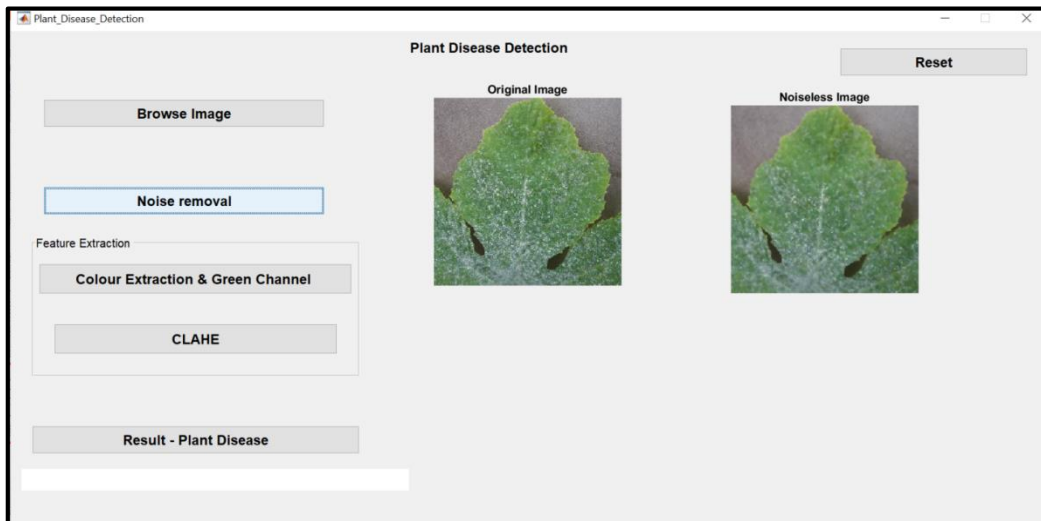 Plant_Disease_Detection
Plant Disease Detection
Reset
Original Image
Noiseless Image
Browse Image
Noise removal
Feature Extraction
Colour Extraction & Green Channel
CLAHE
Result - Plant Disease